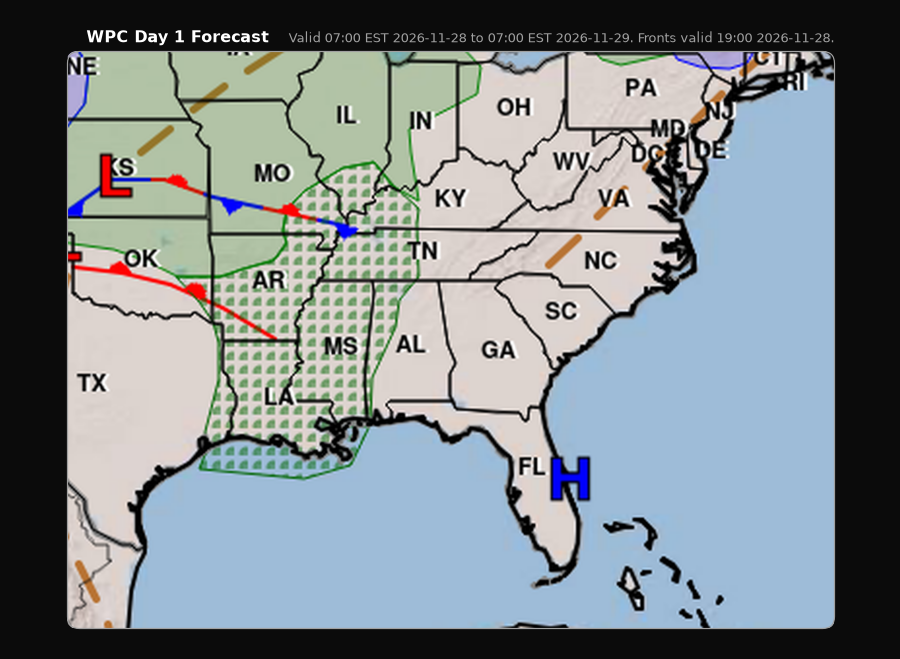 WPC Day 1 Forecast Valid 07:00 EST 2026-11-28 to 07:00 EST 2026-11-29. Fronts valid 19:00 2026-11-28.
NE
CT
RI
PA
IL
IN
OH
NJ
MD
DC
DE
KS
MO
WV
KY
VA
OK
TN
NC
AR
SC
TX
MS
AL
GA
LA
FL
L
H